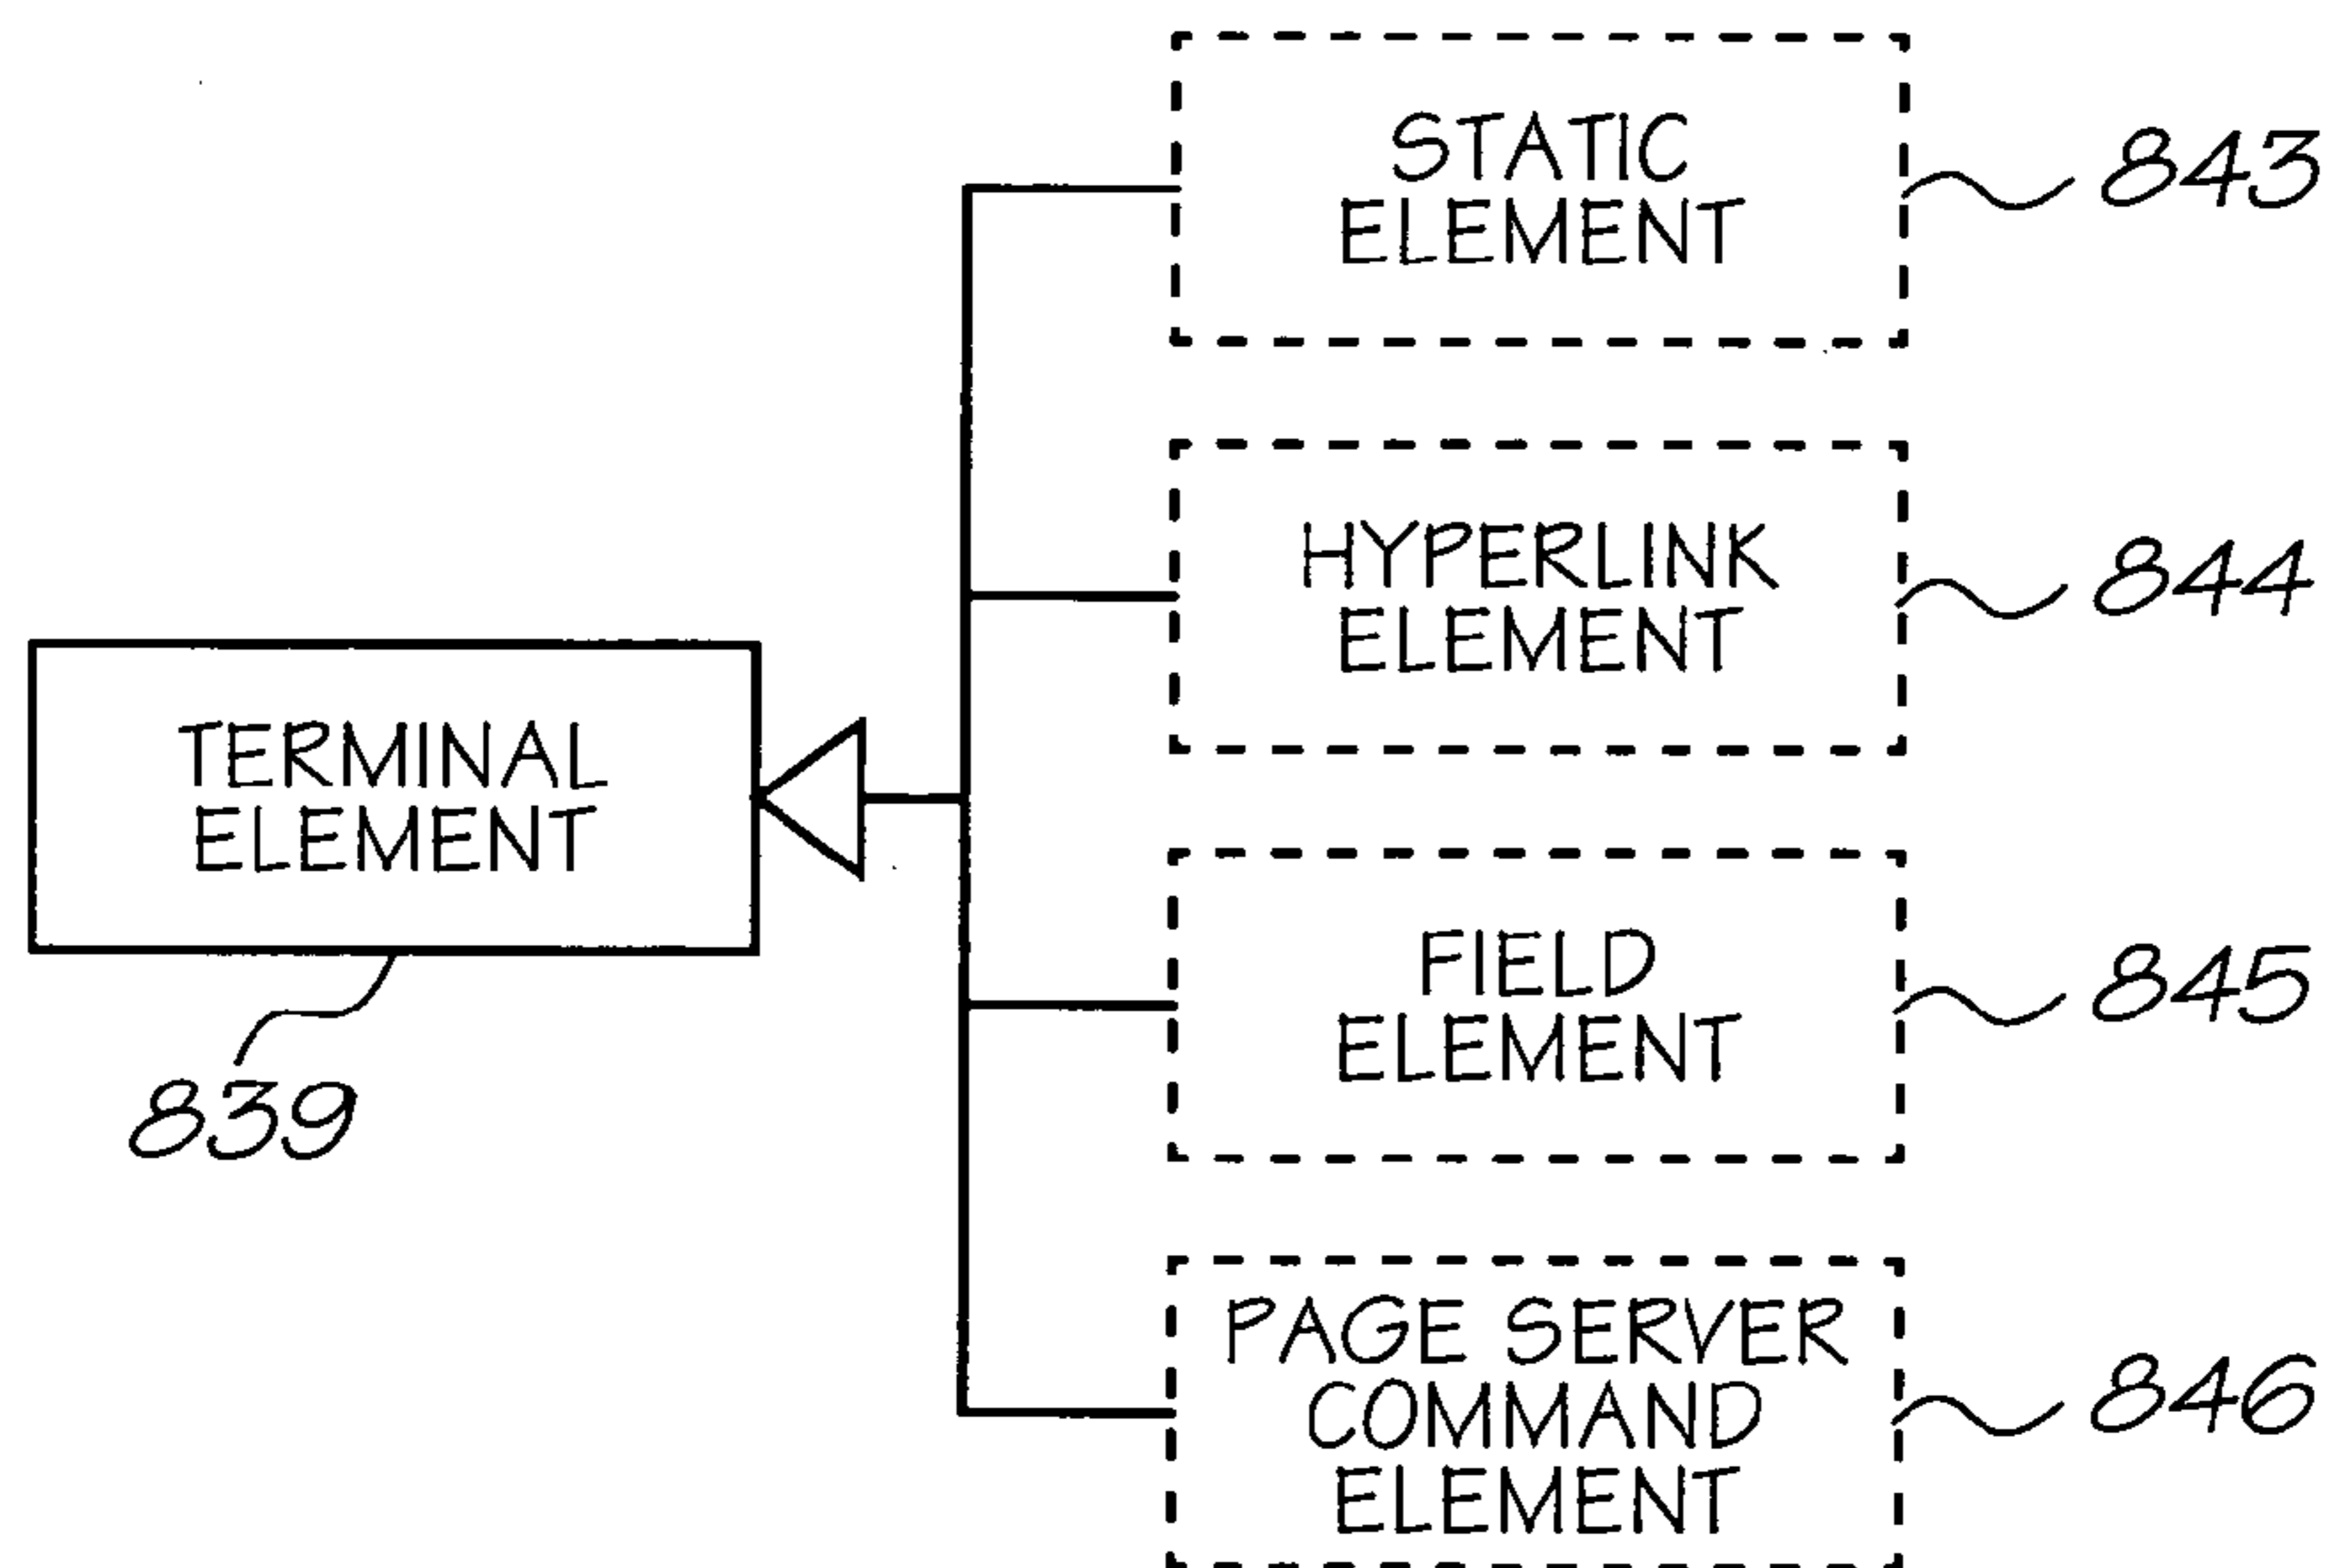 STATIC
ELEMENT
843
HYPERLINK
ELEMENT
844
TERMINAL
ELEMENT
839
FIELD
ELEMENT
845
PAGE SERVER
COMMAND
ELEMENT
846